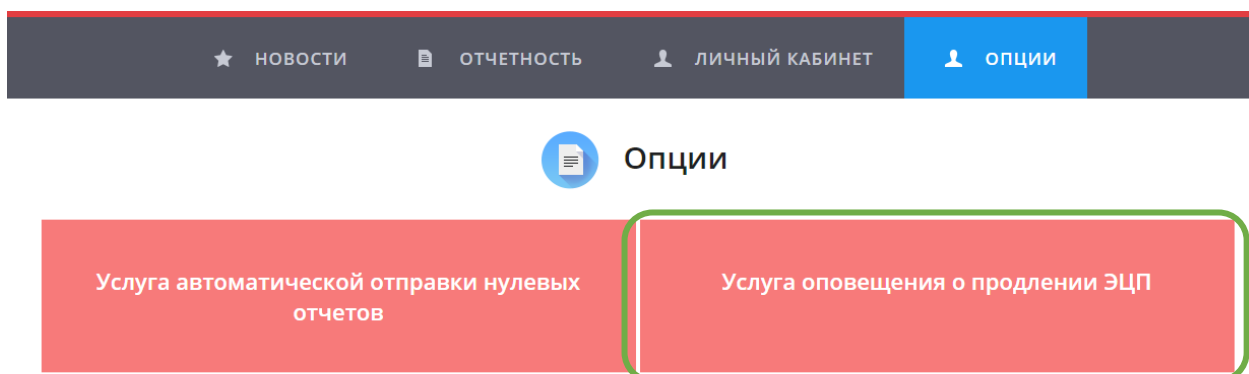 НОВОСТИ ОТЧЕТНОСТЬ ЛИЧНЫЙ КАБИНЕТ ОПЦИИ
Опции
Услуга автоматической отправки нулевых
отчетов
Услуга оповещения о продлении ЭЦП